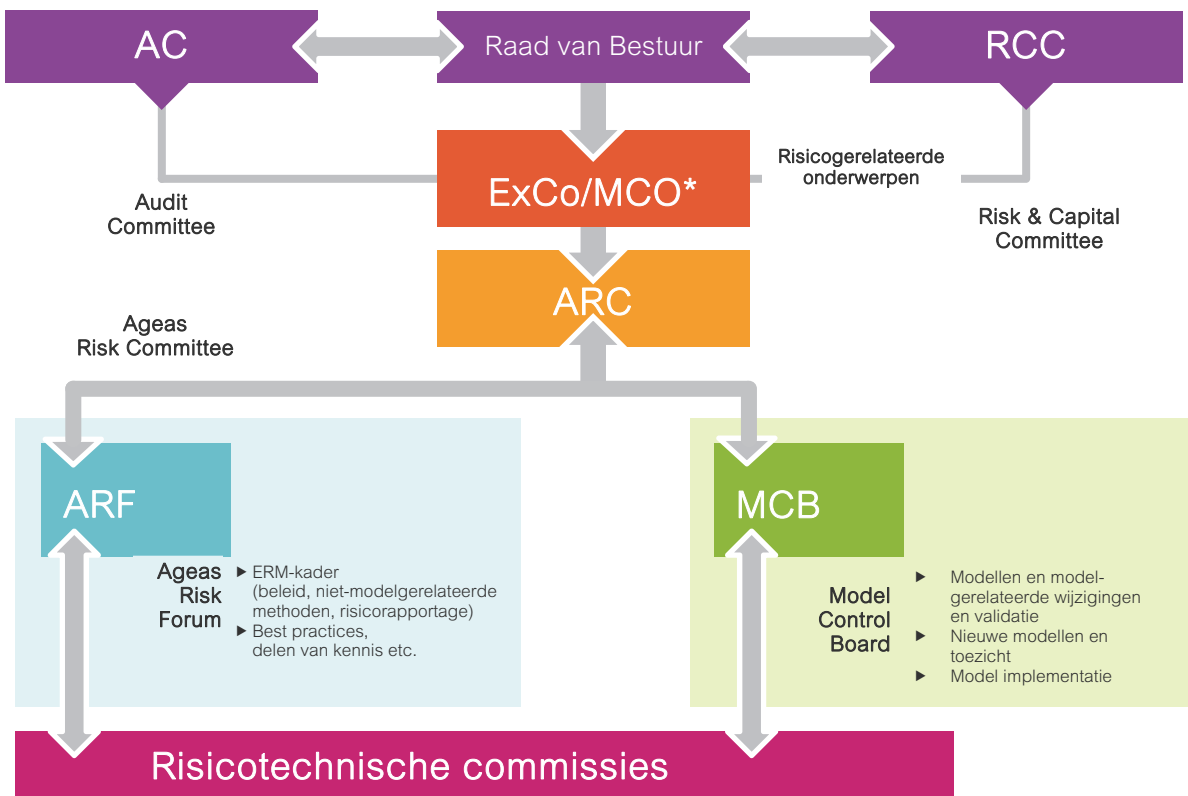 AC
Raad van Bestuur
RCC
Audit
Committee
ExCo/MCO*
Risicogerelateerde
onderwerpen
Risk & Capital
Committee
Ageas
Risk Committee
ARC
ARF
Ageas
Risk
Forum
▶ ERM-kader
(beleid, niet-modelgerelateerde
methoden, risicorapportage)
▶ Best practices,
delen van kennis etc.
MCB
Model
Control
Board
▶ Modellen en model-
gerelateerde wijzigingen
en validatie
▶ Nieuwe modellen en
toezicht
▶ Model implementatie
Risicotechnische commissies